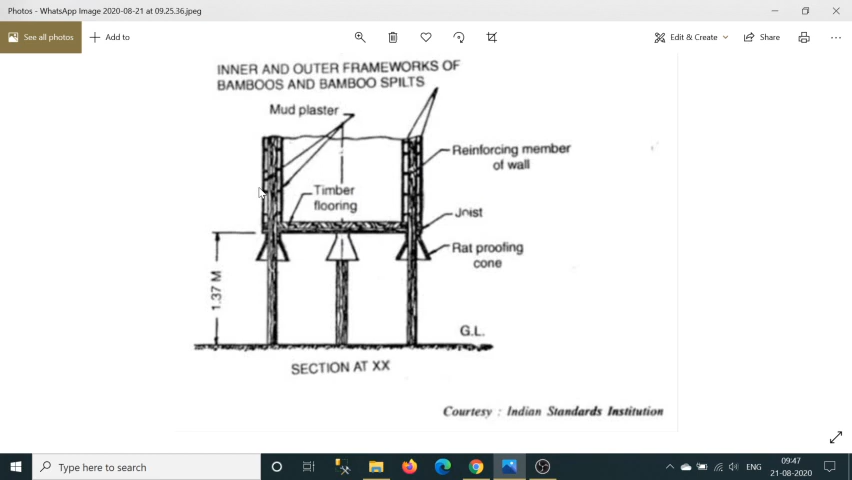 Photos - WhatsApp Image 2020-08-21 at 09.25.36.jpeg
See all photos
Add to
Edit & Create
Share
INNER AND OUTER FRAMEWORKS OF
BAMBOOS AND BAMBOO SPILTS
Mud plaster
Reinforcing member
of wall
Timber
flooring
Joist
Rat proofing
cone
1.37 M
G.L.
SECTION AT XX
Courtesy : Indian Standards Institution
Type here to search
ENG
09:47
21-08-2020